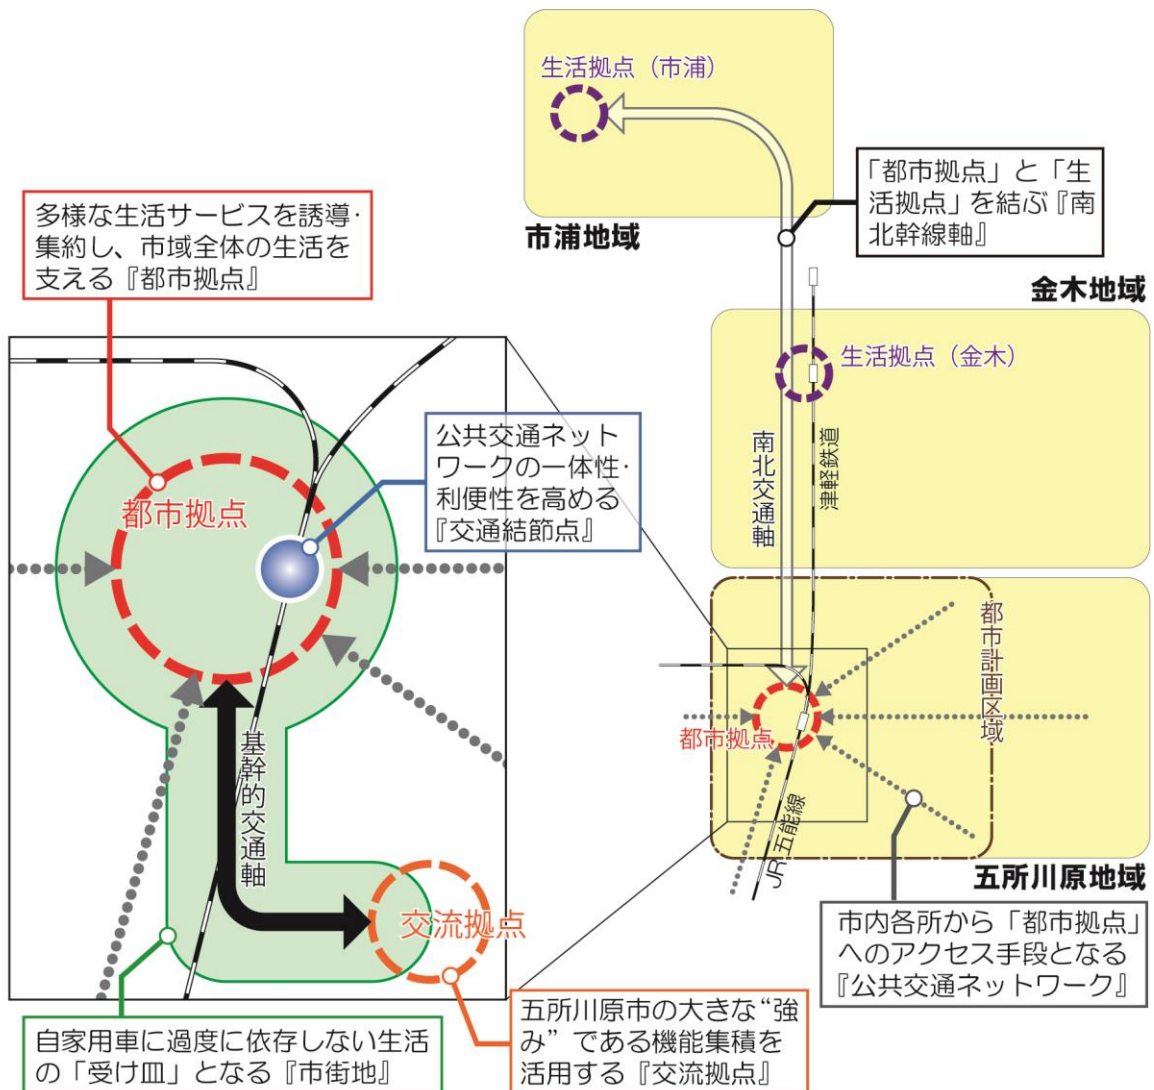 生活拠点（市浦）
「都市拠点」と「生
活拠点」を結ぶ『南
北幹線軸』
市浦地域
多様な生活サービスを誘導・
集約し、市域全体の生活を
支える『都市拠点』
金木地域
生活拠点（金木）
公共交通ネット
ワークの一体性・
利便性を高める
『交通結節点』
南北交通軸
津軽鉄道
都市拠点
都市計画区域
都市拠点
基幹的交通軸
JR 五能線
五所川原地域
交流拠点
市内各所から「都市拠点」
へのアクセス手段となる
『公共交通ネットワーク』
自家用車に過度に依存しない生活
の「受け皿」となる『市街地』
五所川原市の大きな“強
み”である機能集積を
活用する『交流拠点』